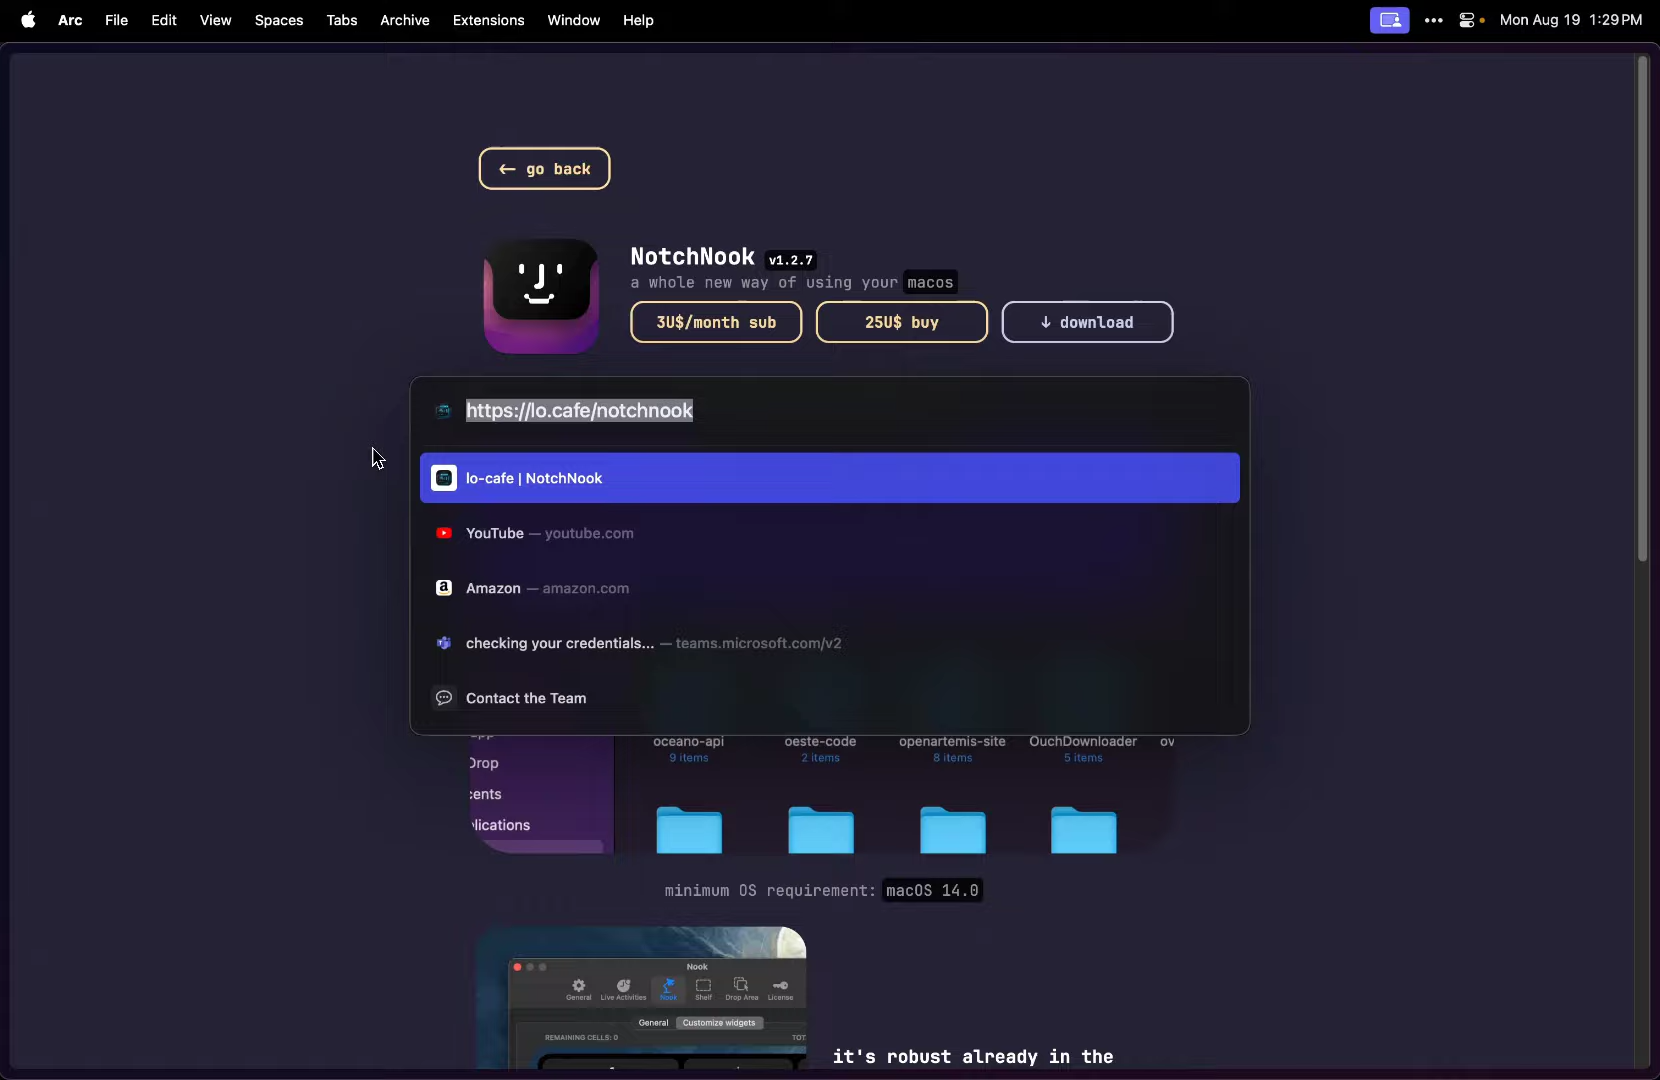 Arc File Edit View Spaces Tabs Archive Extensions Window Help ••• Mon Aug 19 1:29 PM
← go back
NotchNook v1.2.7
a whole new way of using your macos
3U$/month sub 25U$ buy ↓ download
https://lo.cafe/notchnook
lo-cafe | NotchNook
YouTube — youtube.com
Amazon — amazon.com
checking your credentials... — teams.microsoft.com/v2
Contact the Team
oceano-api oeste-code openartemis-site OuchDownloader ov
9 items 2 items 8 items 5 items
Drop
cents
lications
minimum OS requirement: macOS 14.0
Nook
General Live Activities Nook Shelf Drop Area License
General Customize widgets
REMAINING CELLS: 0 TOT
it's robust already in the